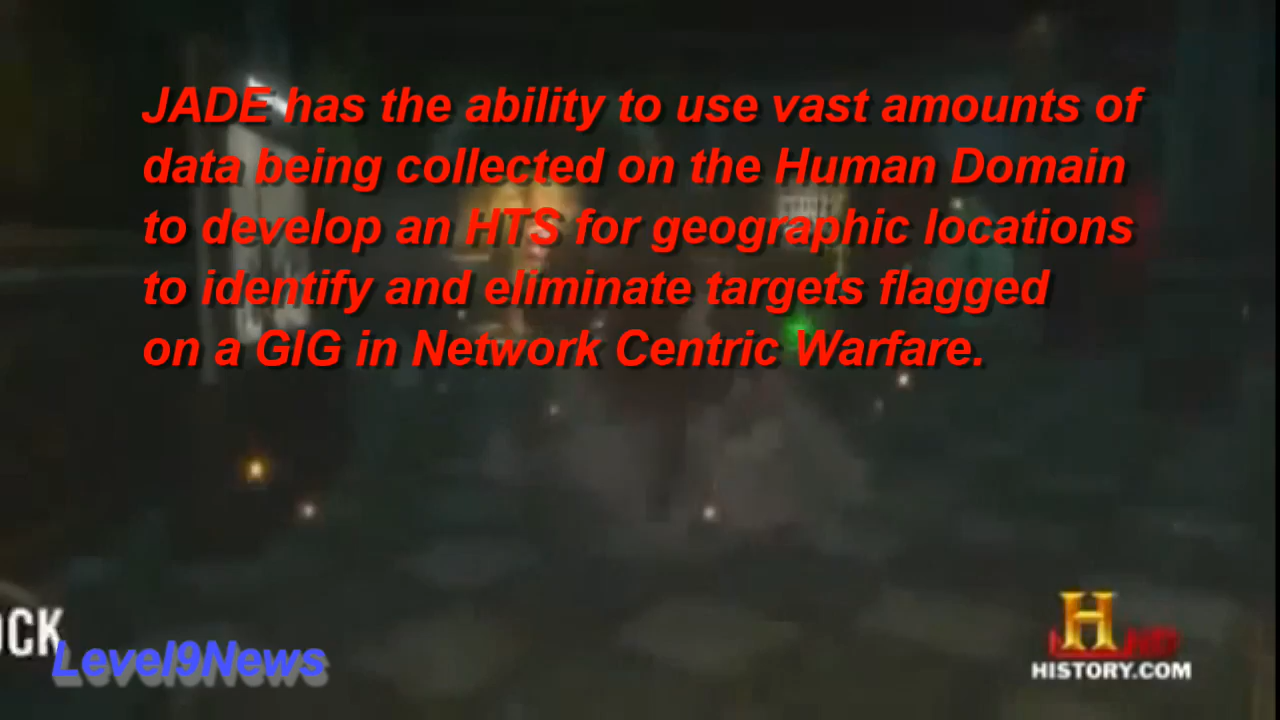 JADE has the ability to use vast amounts of
data being collected on the Human Domain
to develop an HTS for geographic locations
to identify and eliminate targets flagged
on a GIG in Network Centric Warfare.
OCK
Level9News
H HD
HISTORY.COM